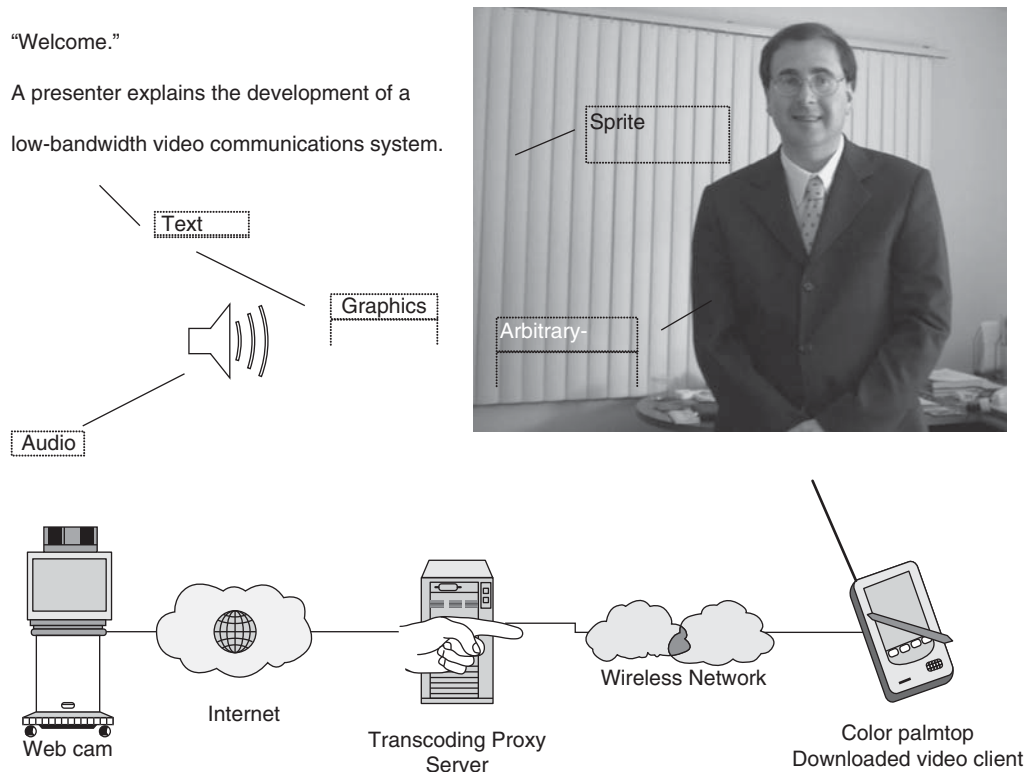 “Welcome.”
A presenter explains the development of a
low-bandwidth video communications system.
Text
Graphics
Audio
Sprite
Arbitrary-
Web cam
Internet
Transcoding Proxy
Server
Wireless Network
Color palmtop
Downloaded video client